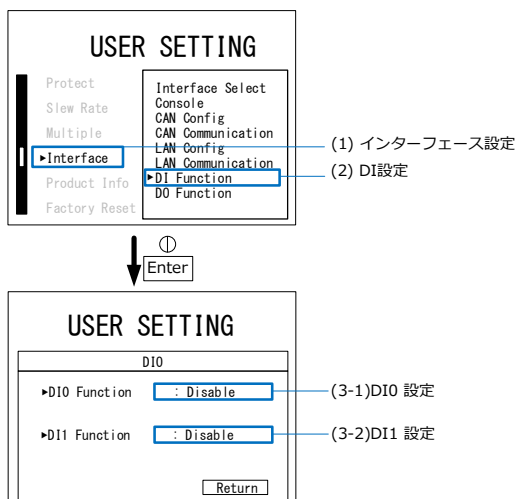 USER SETTING
Protect
Slew Rate
Multiple
▶Interface
Product Info
Factory Reset
Interface Select
Console
CAN Config
CAN Communication
LAN Config
LAN Communication
▶DI Function
DO Function
(1) インターフェース設定
(2) DI設定
Enter
USER SETTING
DIO
▶DI0 Function : Disable
(3-1)DI0 設定
▶DI1 Function : Disable
(3-2)DI1 設定
Return